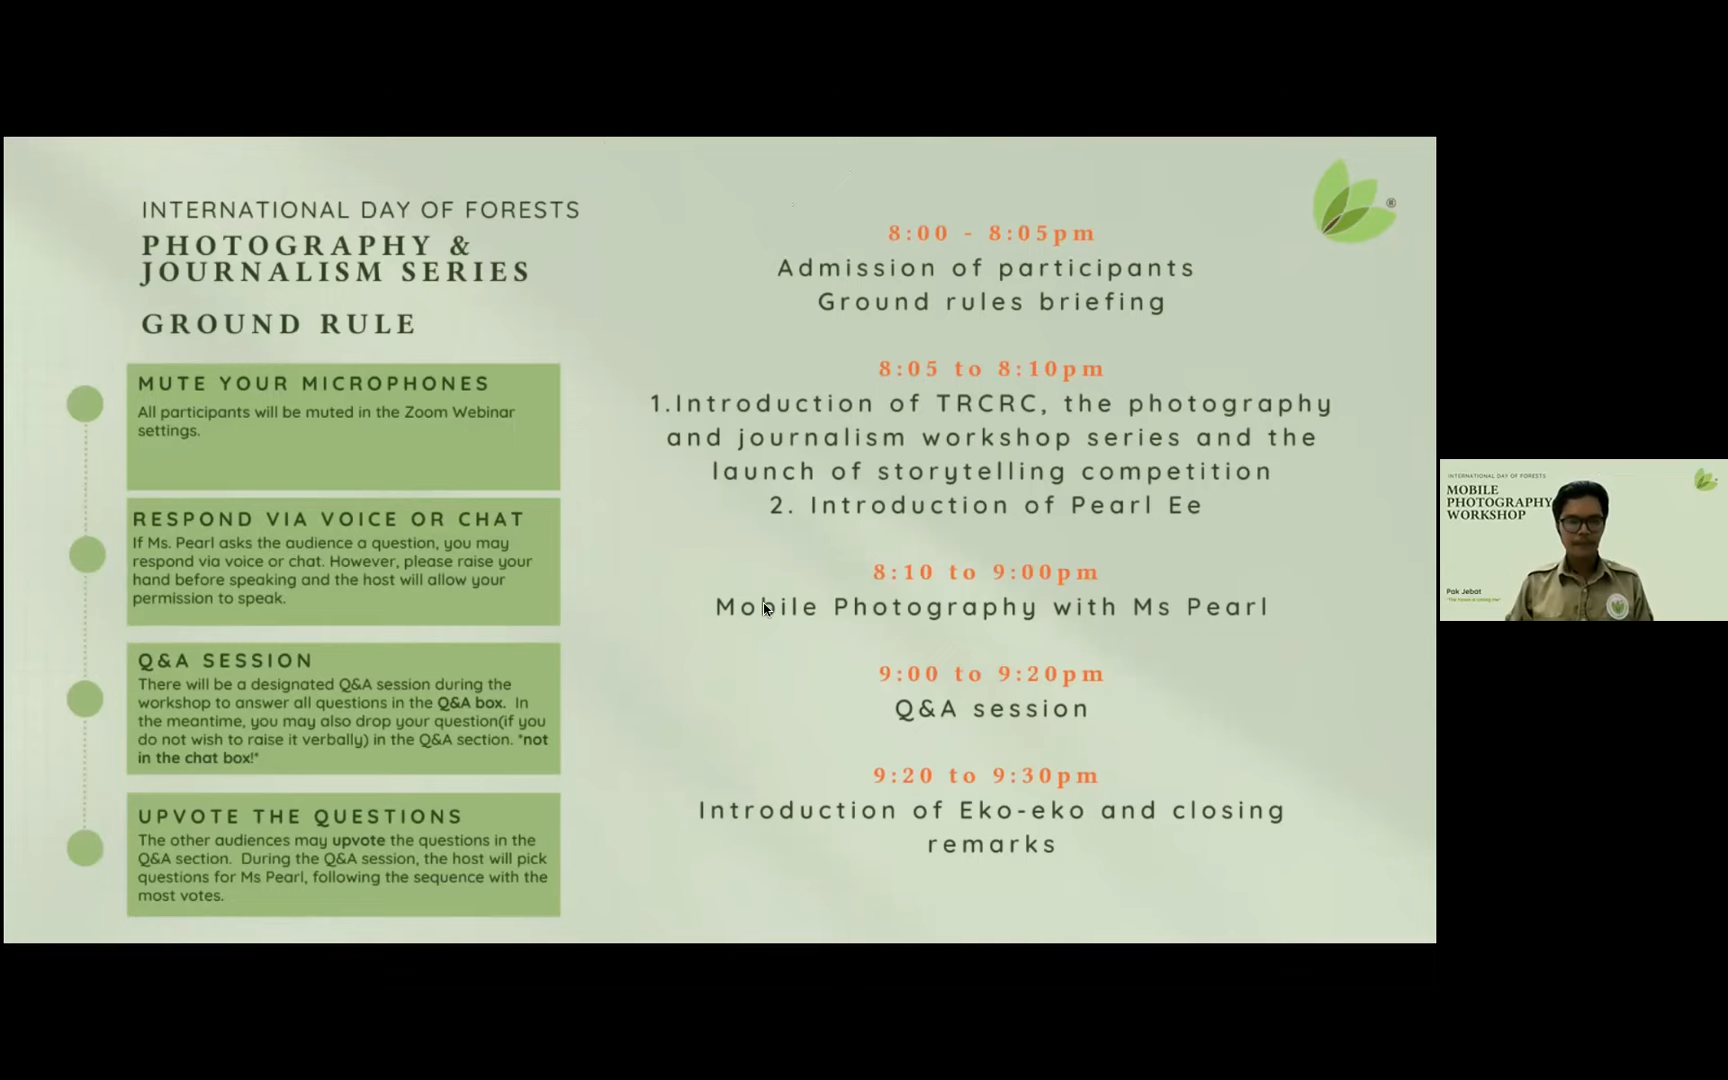 INTERNATIONAL DAY OF FORESTS
PHOTOGRAPHY &
JOURNALISM SERIES
GROUND RULE
MUTE YOUR MICROPHONES
All participants will be muted in the Zoom Webinar
settings.
RESPOND VIA VOICE OR CHAT
If Ms. Pearl asks the audience a question, you may
respond via voice or chat. However, please raise your
hand before speaking and the host will allow your
permission to speak.
Q&A SESSION
There will be a designated Q&A session during the
workshop to answer all questions in the Q&A box. In
the meantime, you may also drop your question(if you
do not wish to raise it verbally) in the Q&A section. *not
in the chat box!*
UPVOTE THE QUESTIONS
The other audiences may upvote the questions in the
Q&A section. During the Q&A session, the host will pick
questions for Ms Pearl, following the sequence with the
most votes.
8:00 - 8:05pm
Admission of participants
Ground rules briefing
8:05 to 8:10pm
1.Introduction of TRCRC, the photography
and journalism workshop series and the
launch of storytelling competition
2. Introduction of Pearl Ee
8:10 to 9:00pm
Mobile Photography with Ms Pearl
9:00 to 9:20pm
Q&A session
9:20 to 9:30pm
Introduction of Eko-eko and closing
remarks
®
INTERNATIONAL DAY OF FORESTS
MOBILE
PHOTOGRAPHY
WORKSHOP
Pak Jebat